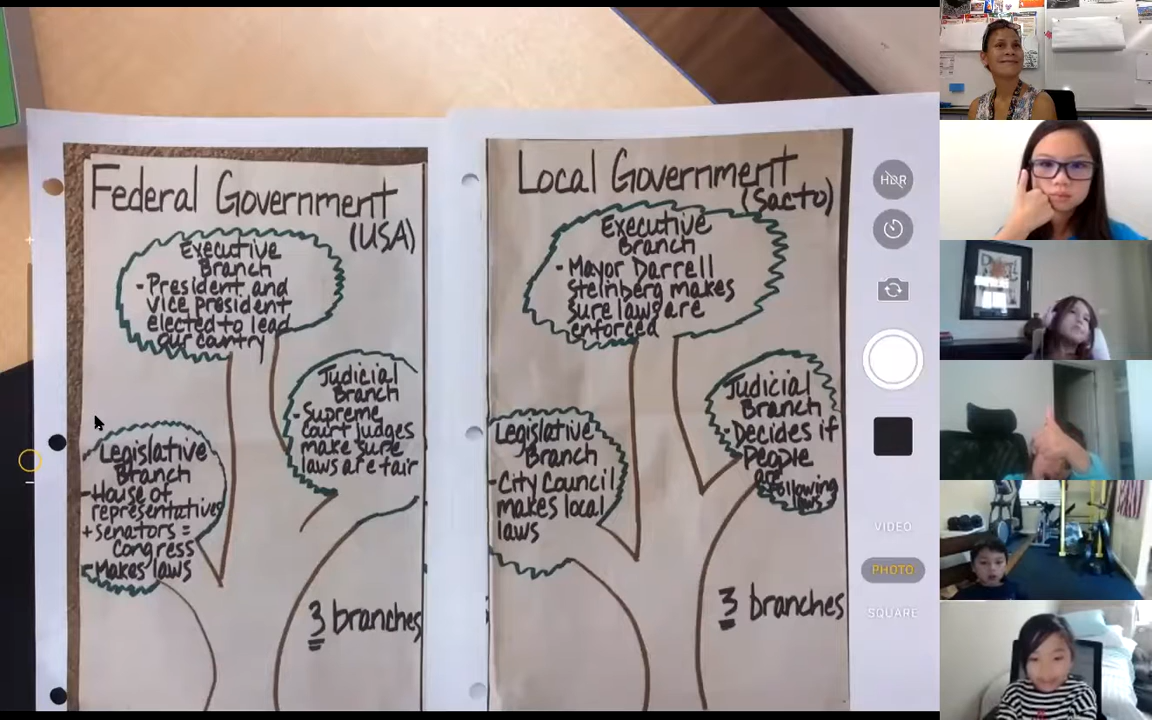 Federal Government
(USA)
Executive
Branch
- President and
vice president
elected to lead
our cantry
Judicial
Branch
- Supreme
court judges
make sure
laws are fair
Legislative
Branch
- House of
representatives
+ Senators =
Congress
- Makes laws
3 branches
Local Government
(Sacto)
Executive
Branch
- Mayor Darrell
Steinberg makes
sure laws are
enforced
Judicial
Branch
- Decides if
People
are
following
laws
Legislative
Branch
- City Council
makes local
laws
3 branches
HDR
VIDEO
PHOTO
SQUARE